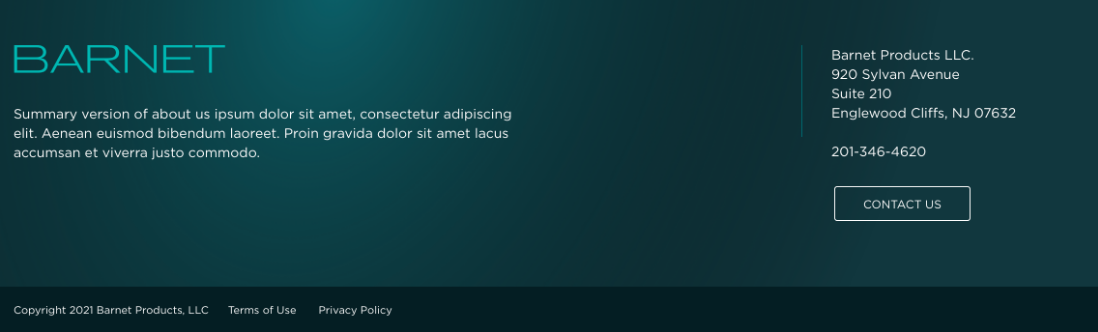 BARNET
Summary version of about us ipsum dolor sit amet, consectetur adipiscing
elit. Aenean euismod bibendum laoreet. Proin gravida dolor sit amet lacus
accumsan et viverra justo commodo.
Barnet Products LLC.
920 Sylvan Avenue
Suite 210
Englewood Cliffs, NJ 07632
201-346-4620
CONTACT US
Copyright 2021 Barnet Products, LLC Terms of Use Privacy Policy